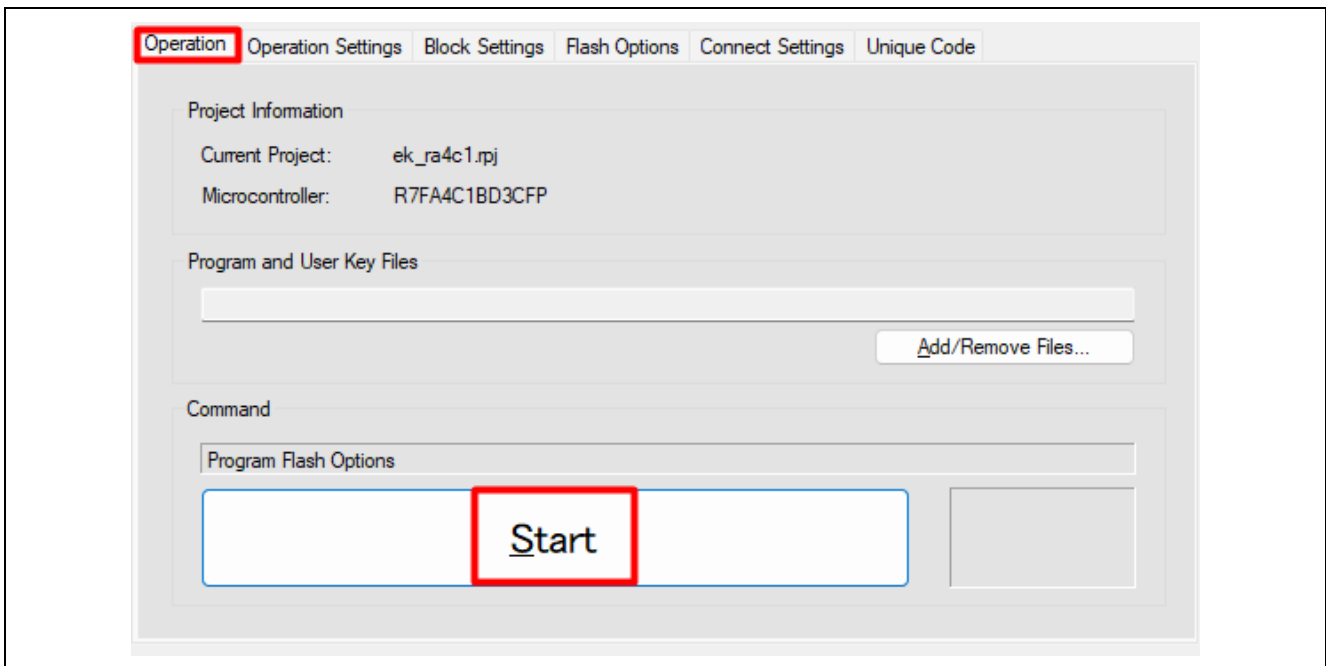 Operation Operation Settings Block Settings Flash Options Connect Settings Unique Code
Project Information
Current Project: ek_ra4c1.rpj
Microcontroller: R7FA4C1BD3CFP
Program and User Key Files
Add/Remove Files...
Command
Program Flash Options
Start